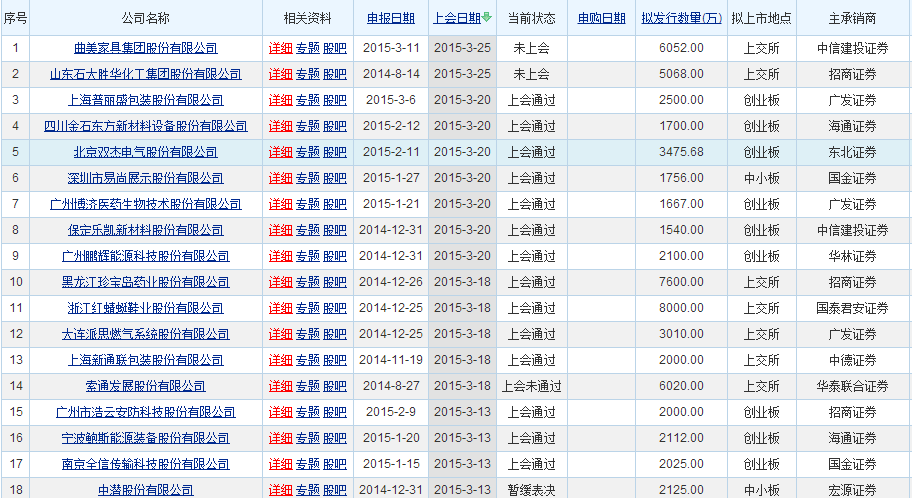 序号 公司名称 相关资料 申报日期 上会日期 当前状态 申购日期 拟发行数量(万) 拟上市地点 主承销商
1 曲美家具集团股份有限公司 详细 专题 股吧 2015-3-11 2015-3-25 未上会 6052.00 上交所 中信建投证券
2 山东石大胜华化工集团股份有限公司 详细 专题 股吧 2014-8-14 2015-3-25 未上会 5068.00 上交所 招商证券
3 上海普丽盛包装股份有限公司 详细 专题 股吧 2015-3-6 2015-3-20 上会通过 2500.00 创业板 广发证券
4 四川金石东方新材料设备股份有限公司 详细 专题 股吧 2015-2-12 2015-3-20 上会通过 1700.00 创业板 海通证券
5 北京双杰电气股份有限公司 详细 专题 股吧 2015-2-11 2015-3-20 上会通过 3475.68 创业板 东北证券
6 深圳市易尚展示股份有限公司 详细 专题 股吧 2015-1-27 2015-3-20 上会通过 1756.00 中小板 国金证券
7 广州博济医药生物技术股份有限公司 详细 专题 股吧 2015-1-21 2015-3-20 上会通过 1667.00 创业板 广发证券
8 保定乐凯新材料股份有限公司 详细 专题 股吧 2014-12-31 2015-3-20 上会通过 1540.00 创业板 中信建投证券
9 广州鹏辉能源科技股份有限公司 详细 专题 股吧 2014-12-31 2015-3-20 上会通过 2100.00 创业板 华林证券
10 黑龙江珍宝岛药业股份有限公司 详细 专题 股吧 2014-12-26 2015-3-18 上会通过 7600.00 上交所 招商证券
11 浙江红蜻蜓鞋业股份有限公司 详细 专题 股吧 2014-12-25 2015-3-18 上会通过 8000.00 上交所 国泰君安证券
12 大连派思燃气系统股份有限公司 详细 专题 股吧 2014-12-25 2015-3-18 上会通过 3010.00 上交所 广发证券
13 上海新通联包装股份有限公司 详细 专题 股吧 2014-11-19 2015-3-18 上会通过 2000.00 上交所 中德证券
14 索通发展股份有限公司 详细 专题 股吧 2014-8-27 2015-3-18 上会未通过 6020.00 上交所 华泰联合证券
15 广州市浩云安防科技股份有限公司 详细 专题 股吧 2015-2-9 2015-3-13 上会通过 2000.00 创业板 招商证券
16 宁波鲍斯能源装备股份有限公司 详细 专题 股吧 2015-1-20 2015-3-13 上会通过 2112.00 创业板 海通证券
17 南京全信传输科技股份有限公司 详细 专题 股吧 2015-1-15 2015-3-13 上会通过 2025.00 创业板 国金证券
18 中潜股份有限公司 详细 专题 股吧 2014-12-31 2015-3-13 暂缓表决 2125.00 中小板 宏源证券